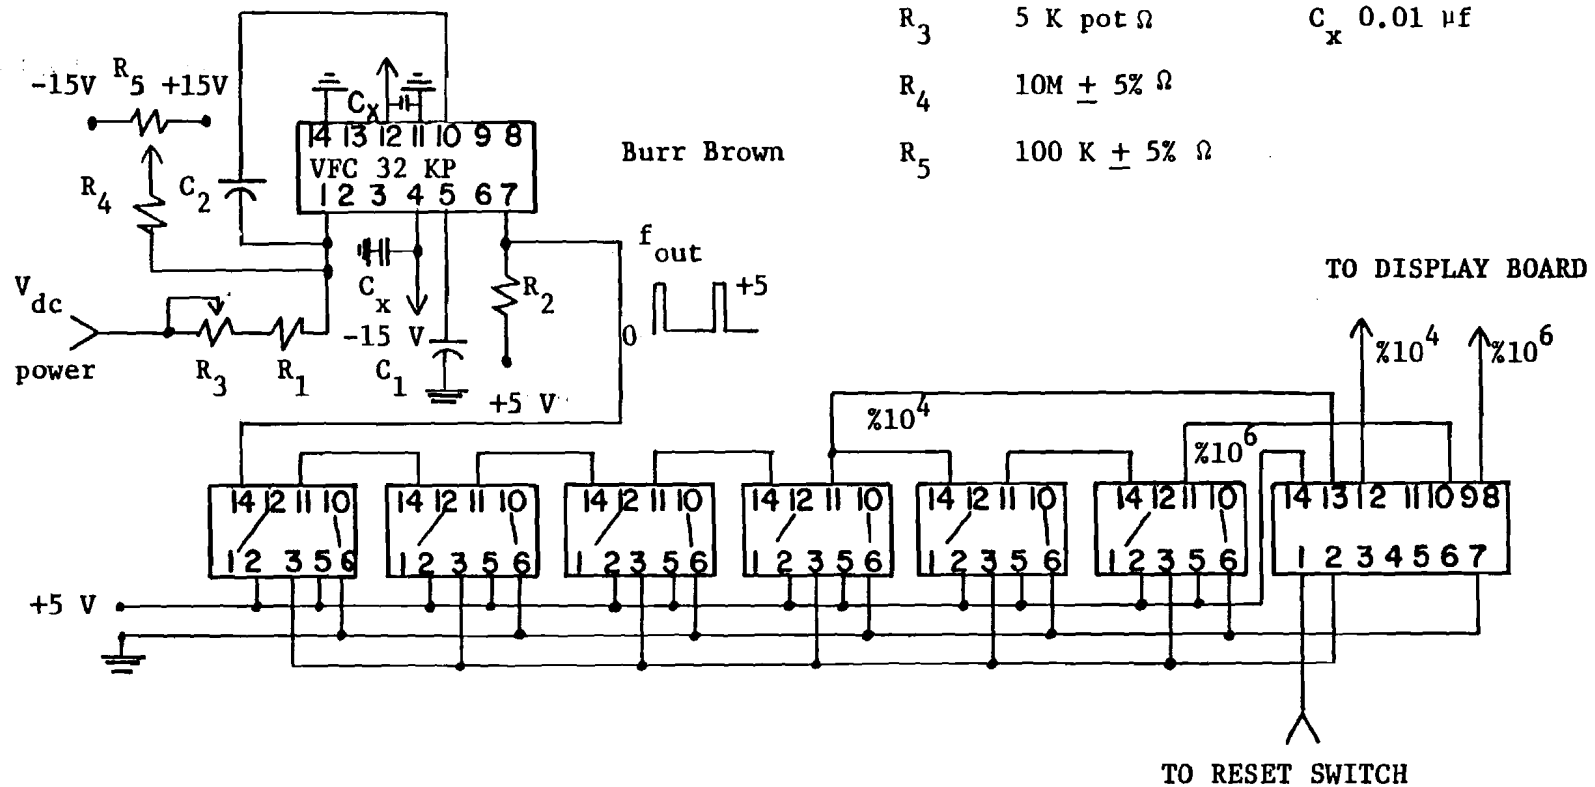 R3 5 K pot Ω Cx 0.01 µf
-15V R5 +15V
R4 10M ± 5% Ω
Cx
14 13 12 11 10 9 8
VFC 32 KP
1 2 3 4 5 6 7
Burr Brown
R5 100 K ± 5% Ω
R4 C2
fout
+5
0
TO DISPLAY BOARD
Vdc
power
R3 R1
Cx
-15 V
C1
R2
+5 V
%10^4 %10^6
%10^4
%10^6
14 12 11 10 14 12 11 10 14 12 11 10 14 12 11 10 14 12 11 10 14 12 11 10 14 13 12 11 10 9 8
1 2 3 5 6 1 2 3 5 6 1 2 3 5 6 1 2 3 5 6 1 2 3 5 6 1 2 3 5 6 1 2 3 4 5 6 7
+5 V
TO RESET SWITCH